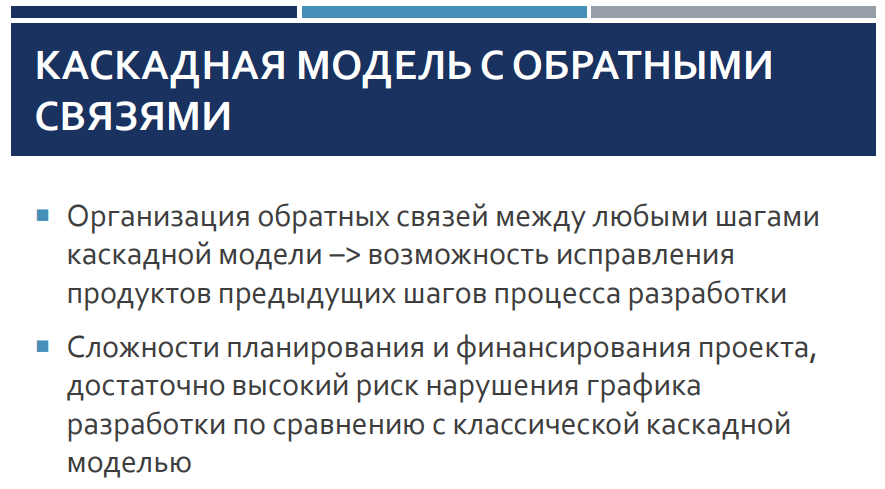 КАСКАДНАЯ МОДЕЛЬ С ОБРАТНЫМИ
СВЯЗЯМИ
Организация обратных связей между любыми шагами
каскадной модели –> возможность исправления
продуктов предыдущих шагов процесса разработки
Сложности планирования и финансирования проекта,
достаточно высокий риск нарушения графика
разработки по сравнению с классической каскадной
моделью